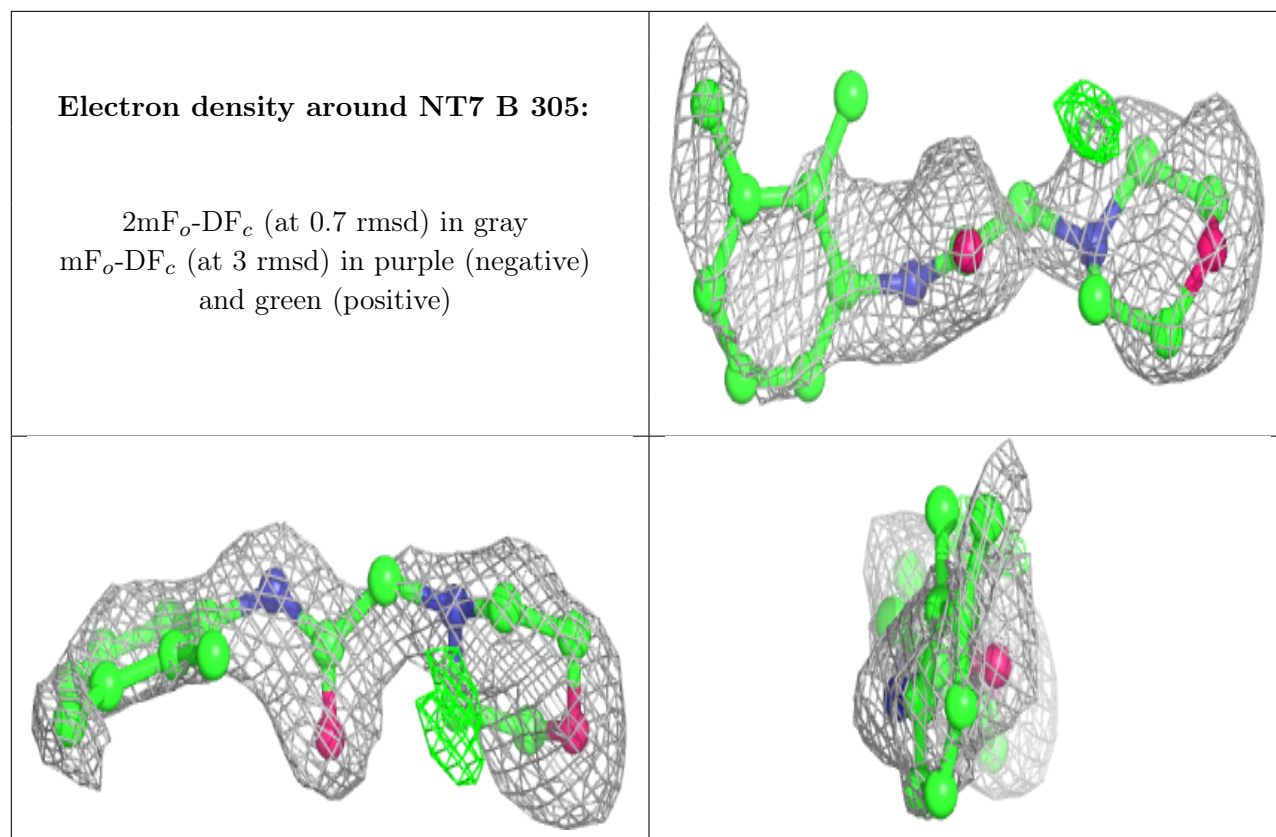 Electron density around NT7 B 305:
2mFo-DFc (at 0.7 rmsd) in gray
mFo-DFc (at 3 rmsd) in purple (negative)
and green (positive)